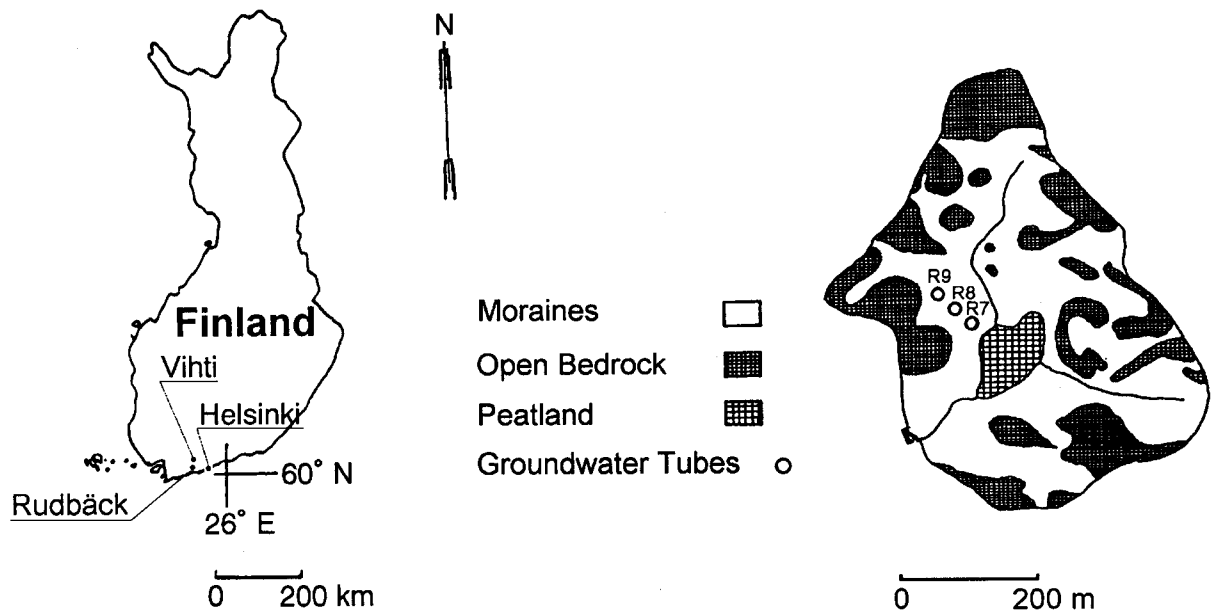 N
Finland
Vihti
Helsinki
60° N
Rudbäck
26° E
0 200 km
Moraines
Open Bedrock
Peatland
Groundwater Tubes
R9
R8
R7
0 200 m